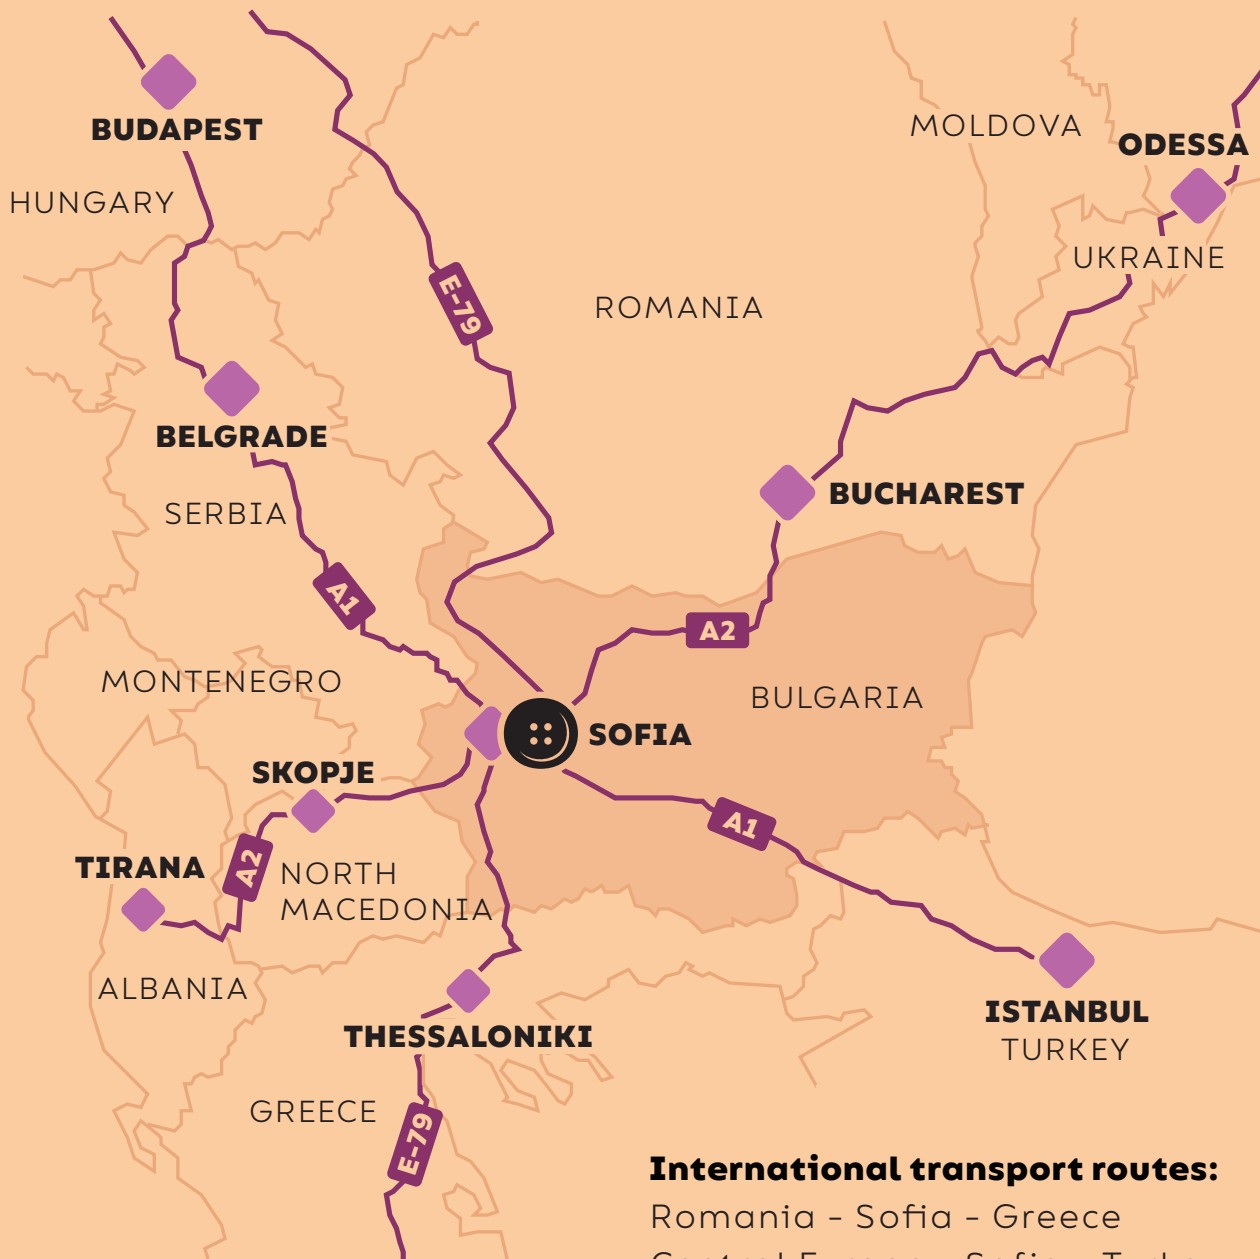 BUDAPEST
MOLDOVA
ODESSA
HUNGARY
UKRAINE
E-79
ROMANIA
BELGRADE
BUCHAREST
SERBIA
A1
A2
MONTENEGRO
BULGARIA
SOFIA
SKOPJE
A1
TIRANA
A2
NORTH
MACEDONIA
ALBANIA
ISTANBUL
THESSALONIKI
TURKEY
GREECE
E-79
International transport routes:
Romania - Sofia - Greece